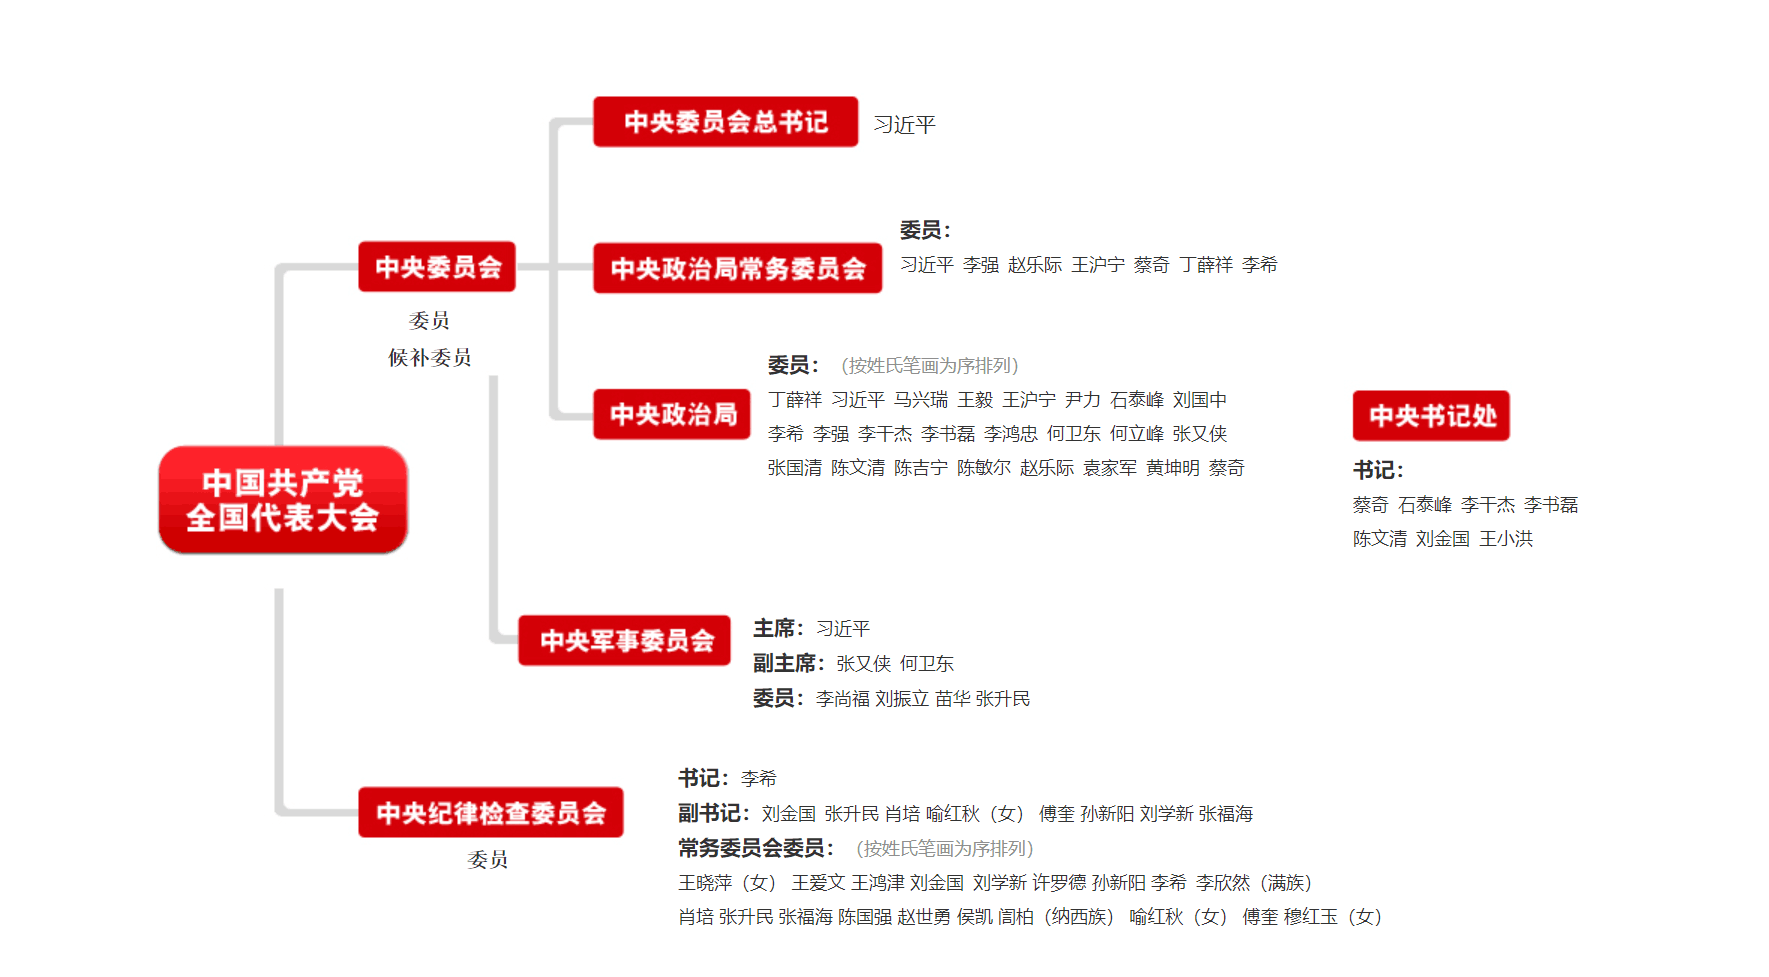 中央委员会总书记 习近平
中央委员会
委员
候补委员
中央政治局常务委员会
委员：
习近平 李强 赵乐际 王沪宁 蔡奇 丁薛祥 李希
中央政治局
委员：（按姓氏笔画为序排列）
丁薛祥 习近平 马兴瑞 王毅 王沪宁 尹力 石泰峰 刘国中
李希 李强 李干杰 李书磊 李鸿忠 何卫东 何立峰 张又侠
张国清 陈文清 陈吉宁 陈敏尔 赵乐际 袁家军 黄坤明 蔡奇
中央书记处
书记：
蔡奇 石泰峰 李干杰 李书磊
陈文清 刘金国 王小洪
中国共产党
全国代表大会
中央军事委员会
主席：习近平
副主席：张又侠 何卫东
委员：李尚福 刘振立 苗华 张升民
中央纪律检查委员会
委员
书记：李希
副书记：刘金国 张升民 肖培 喻红秋（女） 傅奎 孙新阳 刘学新 张福海
常务委员会委员：（按姓氏笔画为序排列）
王晓萍（女） 王爱文 王鸿津 刘金国 刘学新 许罗德 孙新阳 李希 李欣然（满族）
肖培 张升民 张福海 陈国强 赵世勇 侯凯 訚柏（纳西族） 喻红秋（女） 傅奎 穆红玉（女）